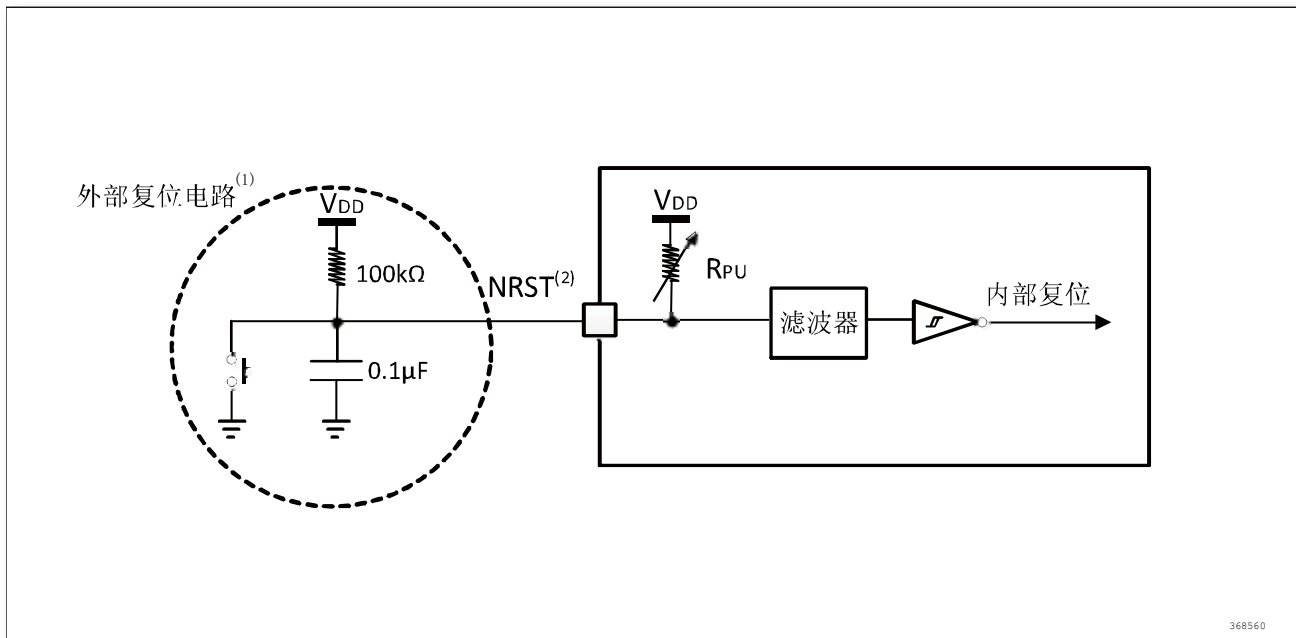 外部复位电路(1)
VDD
100kΩ
0.1μF
NRST(2)
VDD
RPU
滤波器
内部复位
368560